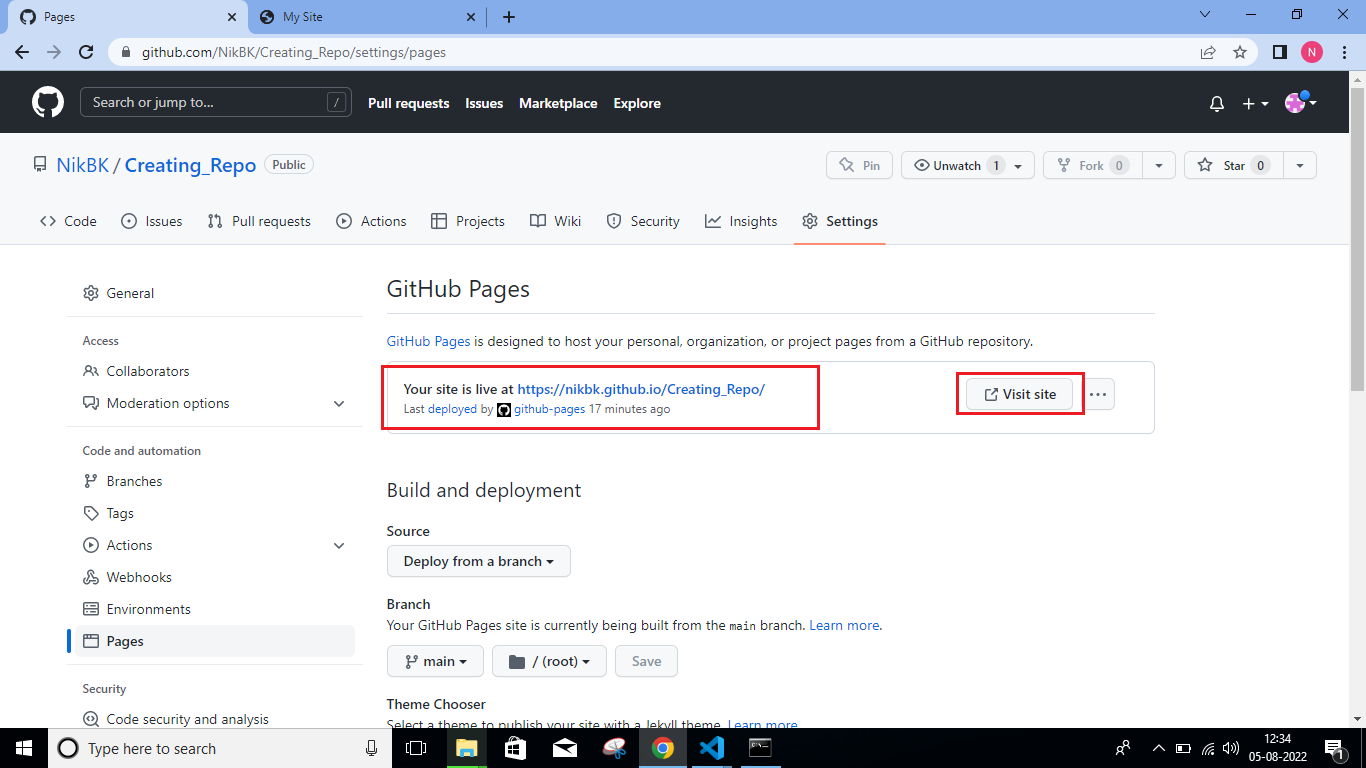 Pages
My Site
github.com/NikBK/Creating_Repo/settings/pages
N
Search or jump to...
/
Pull requests
Issues
Marketplace
Explore
NikBK / Creating_Repo
Public
Pin
Unwatch 1
Fork 0
Star 0
Code
Issues
Pull requests
Actions
Projects
Wiki
Security
Insights
Settings
General
Access
Collaborators
Moderation options
Code and automation
Branches
Tags
Actions
Webhooks
Environments
Pages
Security
Code security and analysis
GitHub Pages
GitHub Pages is designed to host your personal, organization, or project pages from a GitHub repository.
Your site is live at https://nikbk.github.io/Creating_Repo/
Last deployed by github-pages 17 minutes ago
Visit site
Build and deployment
Source
Deploy from a branch
Branch
Your GitHub Pages site is currently being built from the main branch. Learn more.
main
/ (root)
Save
Theme Chooser
Select a theme to publish your site with a Jekyll theme. Learn more
Type here to search
12:34
05-08-2022
1